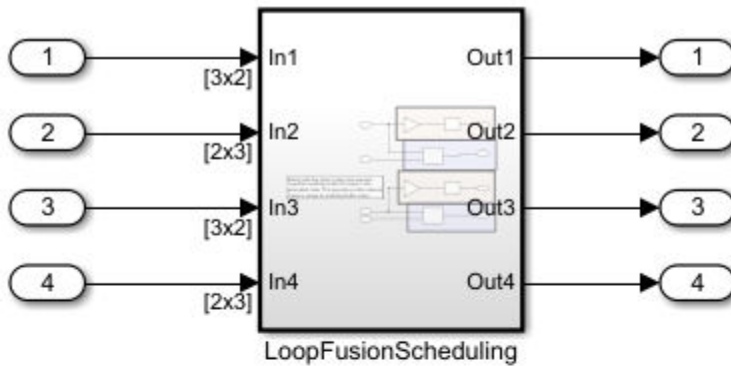 1
In1
Out1
1
[3x2]
2
In2
Out2
2
[2x3]
3
In3
Out3
3
[3x2]
4
In4
Out4
4
[2x3]
LoopFusionScheduling